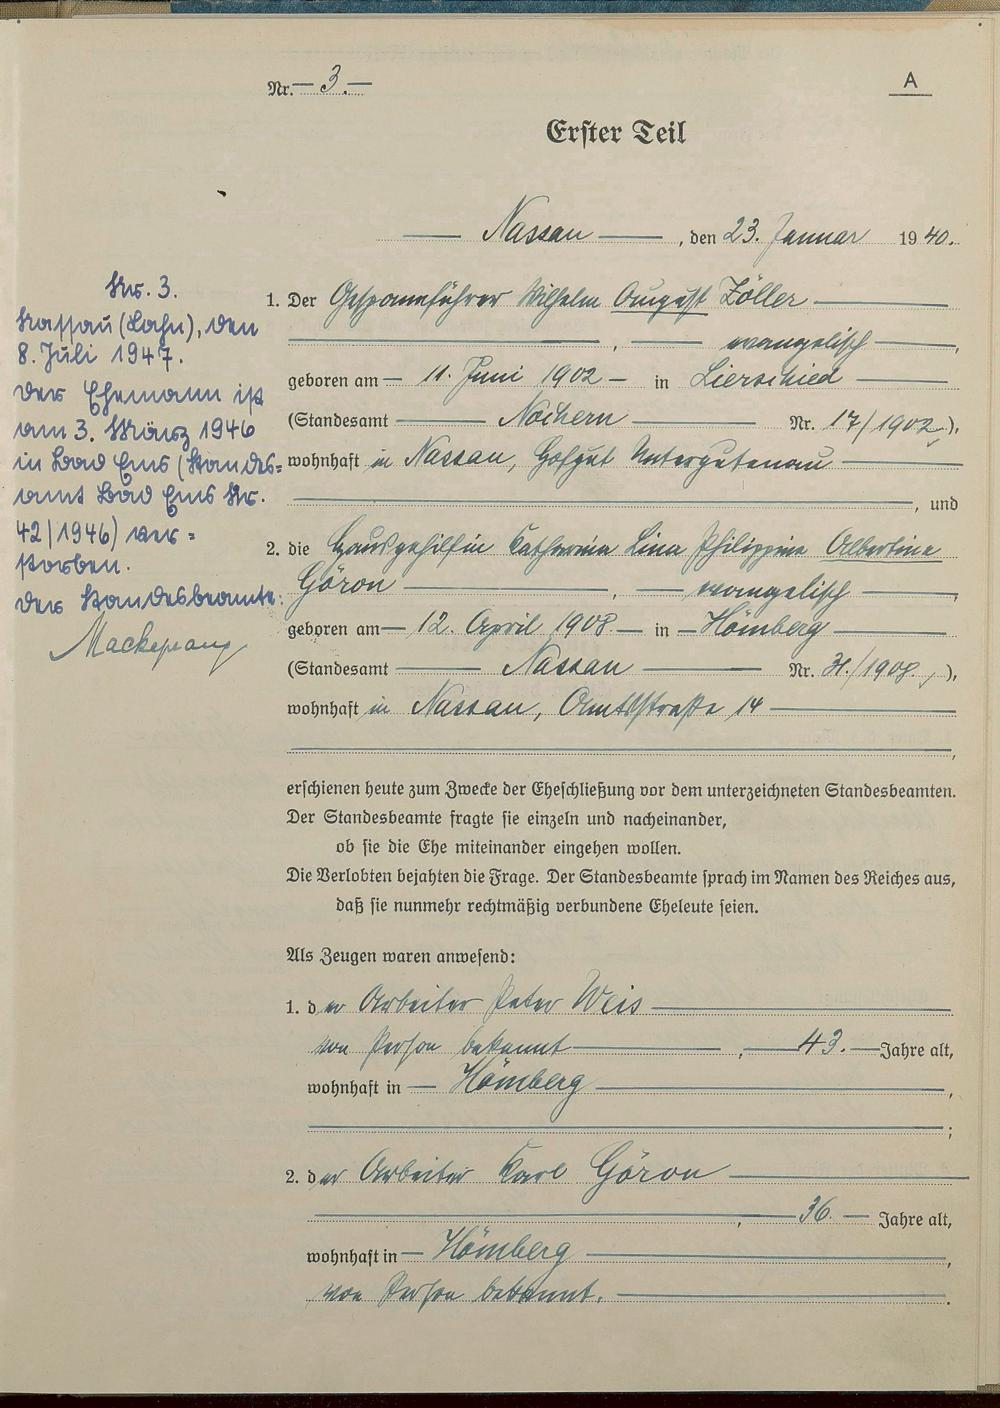 Nr. — 3. —
A
Erster Teil
Nassau, den 23. Januar 1940.
Nr. 3.
Nassau (Lahn), den
8. Juli 1947.
Der Ehemann ist
am 3. März 1946
in Bad Ems (Standes=
amt Bad Ems Nr.
42/1946) ver=
storben.
Der Standesbeamte:
1. Der Gespannführer Wilhelm August Zöller
, evangelisch,
geboren am 11. Juni 1902 in Lierschied
(Standesamt Nochern Nr. 17/1902.),
wohnhaft in Nassau, Hofgut Untergutenau
, und
2. die Hausgehilfin Katharina Lina Philippine Albertine
Göron, evangelisch,
geboren am 12. April 1908 in Hömberg
(Standesamt Nassau Nr. 31/1908.),
wohnhaft in Nassau, Amtsstraße 14
,
erschienen heute zum Zwecke der Eheschließung vor dem unterzeichneten Standesbeamten.
Der Standesbeamte fragte sie einzeln und nacheinander,
ob sie die Ehe miteinander eingehen wollen.
Die Verlobten bejahten die Frage. Der Standesbeamte sprach im Namen des Reiches aus,
daß sie nunmehr rechtmäßig verbundene Eheleute seien.
Als Zeugen waren anwesend:
1. der Arbeiter Peter Weis
von Person bekannt, 43. Jahre alt,
wohnhaft in Hömberg,
;
2. der Arbeiter Karl Göron
, 36. Jahre alt,
wohnhaft in Hömberg,
von Person bekannt.